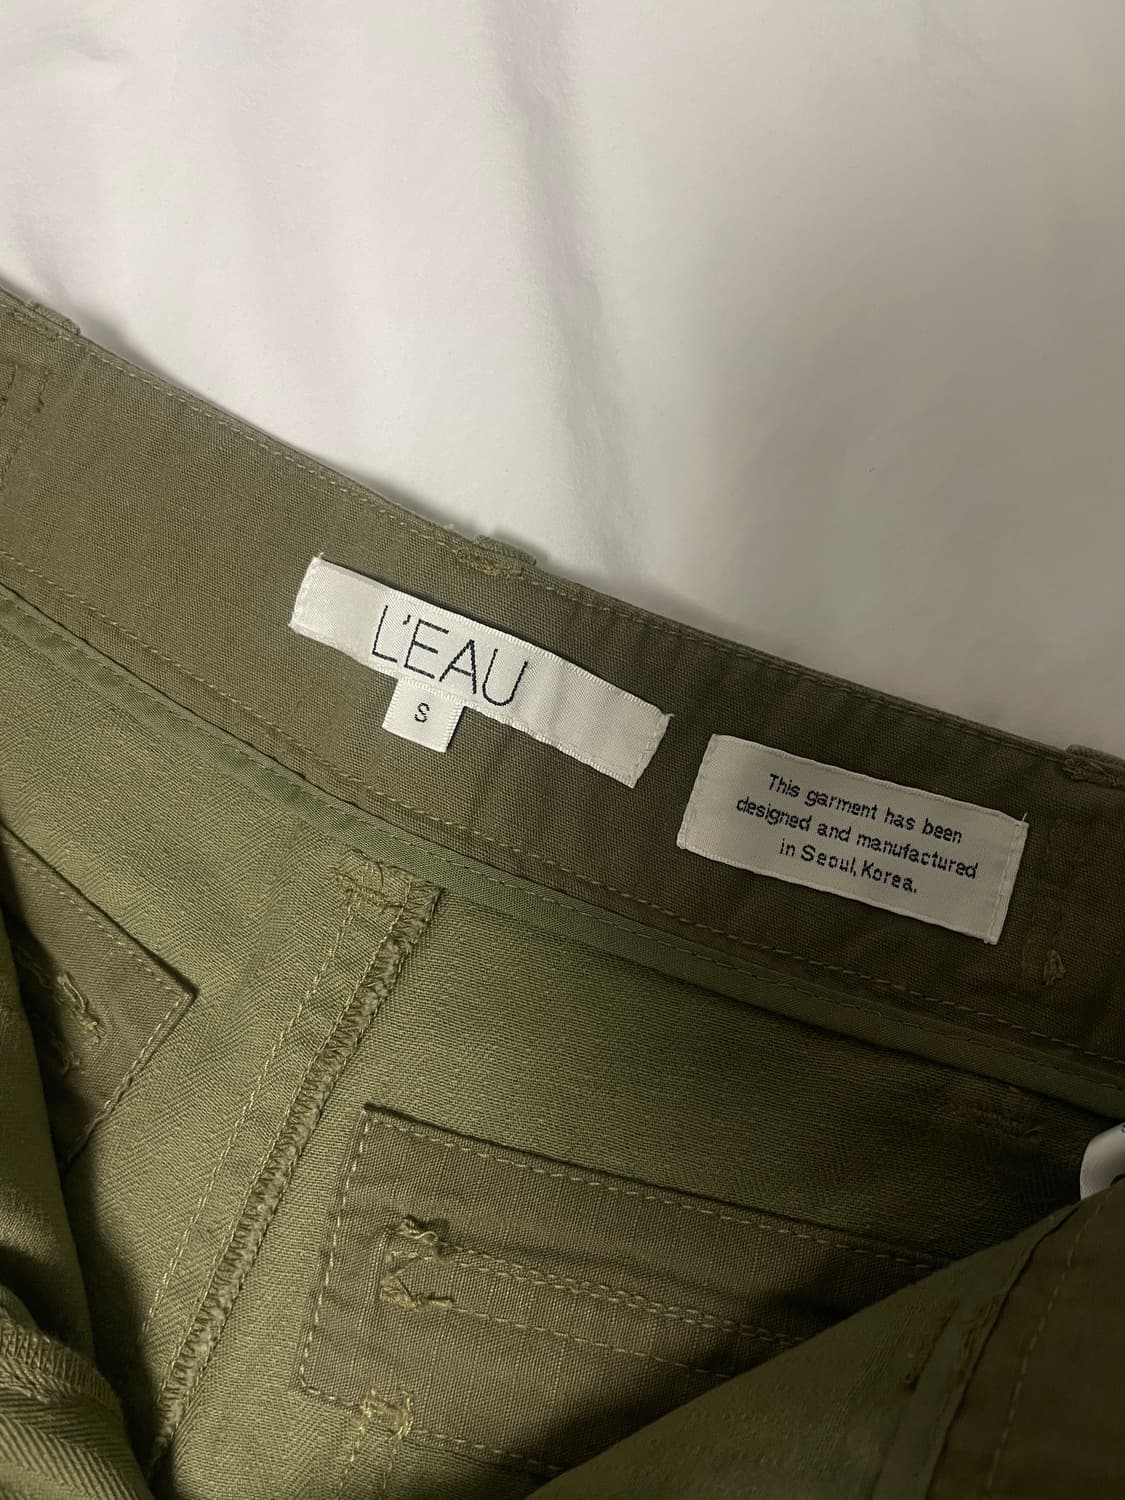 L'EAU
S
This garment has been
designed and manufactured
in Seoul, Korea.